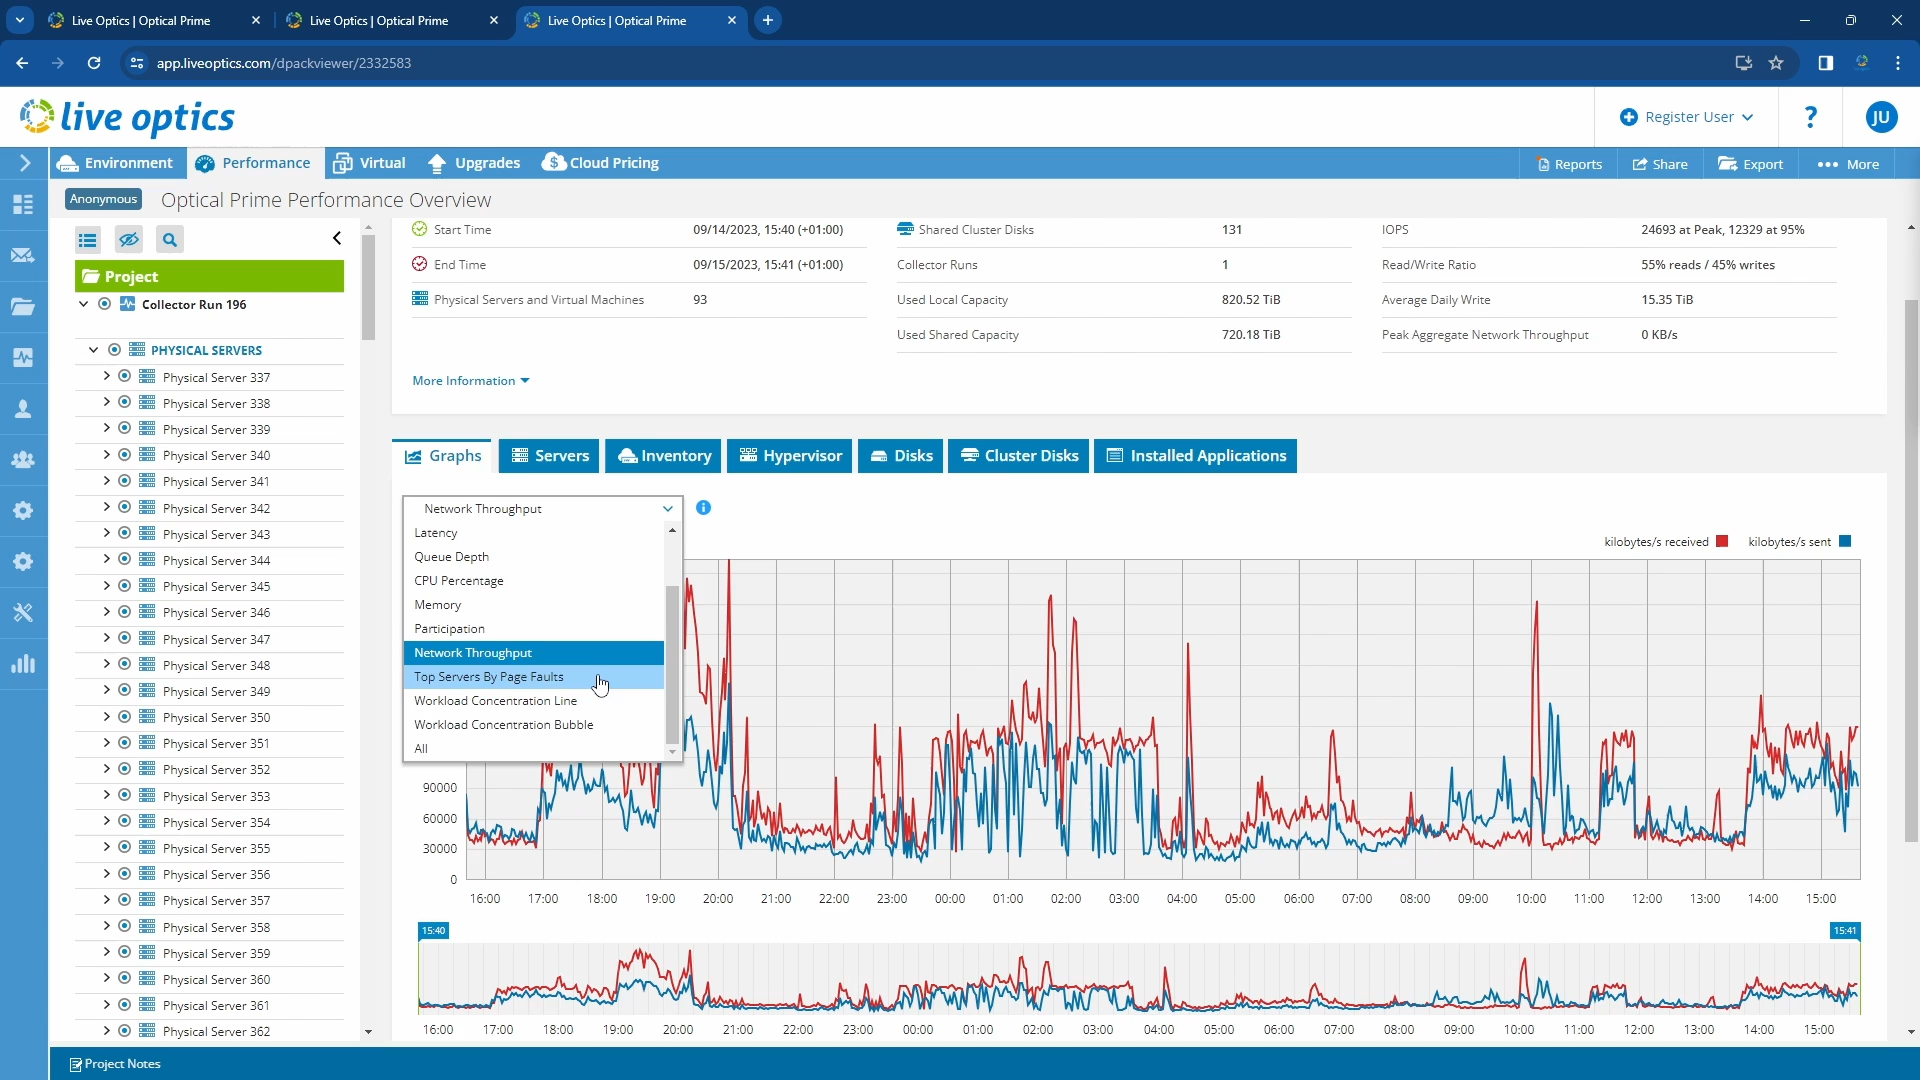 Live Optics | Optical Prime
Live Optics | Optical Prime
Live Optics | Optical Prime
app.liveoptics.com/dpackviewer/2332583
live optics
Register User
?
JU
Environment
Performance
Virtual
Upgrades
Cloud Pricing
Reports
Share
Export
More
Anonymous
Optical Prime Performance Overview
Project
Collector Run 196
PHYSICAL SERVERS
Physical Server 337
Physical Server 338
Physical Server 339
Physical Server 340
Physical Server 341
Physical Server 342
Physical Server 343
Physical Server 344
Physical Server 345
Physical Server 346
Physical Server 347
Physical Server 348
Physical Server 349
Physical Server 350
Physical Server 351
Physical Server 352
Physical Server 353
Physical Server 354
Physical Server 355
Physical Server 356
Physical Server 357
Physical Server 358
Physical Server 359
Physical Server 360
Physical Server 361
Physical Server 362
Start Time 09/14/2023, 15:40 (+01:00)
End Time 09/15/2023, 15:41 (+01:00)
Physical Servers and Virtual Machines 93
Shared Cluster Disks 131
Collector Runs 1
Used Local Capacity 820.52 TiB
Used Shared Capacity 720.18 TiB
IOPS 24693 at Peak, 12329 at 95%
Read/Write Ratio 55% reads / 45% writes
Average Daily Write 15.35 TiB
Peak Aggregate Network Throughput 0 KB/s
More Information
Graphs
Servers
Inventory
Hypervisor
Disks
Cluster Disks
Installed Applications
Network Throughput
Latency
Queue Depth
CPU Percentage
Memory
Participation
Network Throughput
Top Servers By Page Faults
Workload Concentration Line
Workload Concentration Bubble
All
kilobytes/s received
kilobytes/s sent
90000
60000
30000
0
16:00 17:00 18:00 19:00 20:00 21:00 22:00 23:00 00:00 01:00 02:00 03:00 04:00 05:00 06:00 07:00 08:00 09:00 10:00 11:00 12:00 13:00 14:00 15:00
15:40
15:41
16:00 17:00 18:00 19:00 20:00 21:00 22:00 23:00 00:00 01:00 02:00 03:00 04:00 05:00 06:00 07:00 08:00 09:00 10:00 11:00 12:00 13:00 14:00 15:00
Project Notes